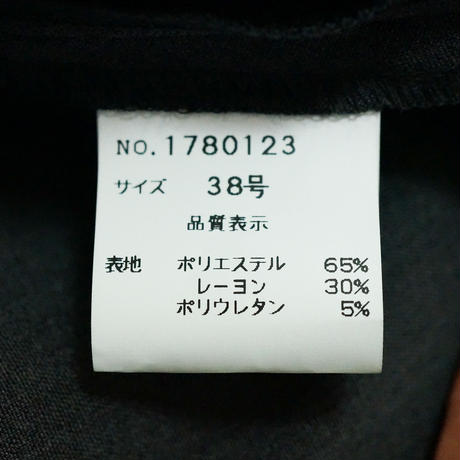 NO.1780123
サイズ 38号
品質表示
表地 ポリエステル 65%
レーヨン 30%
ポリウレタン 5%